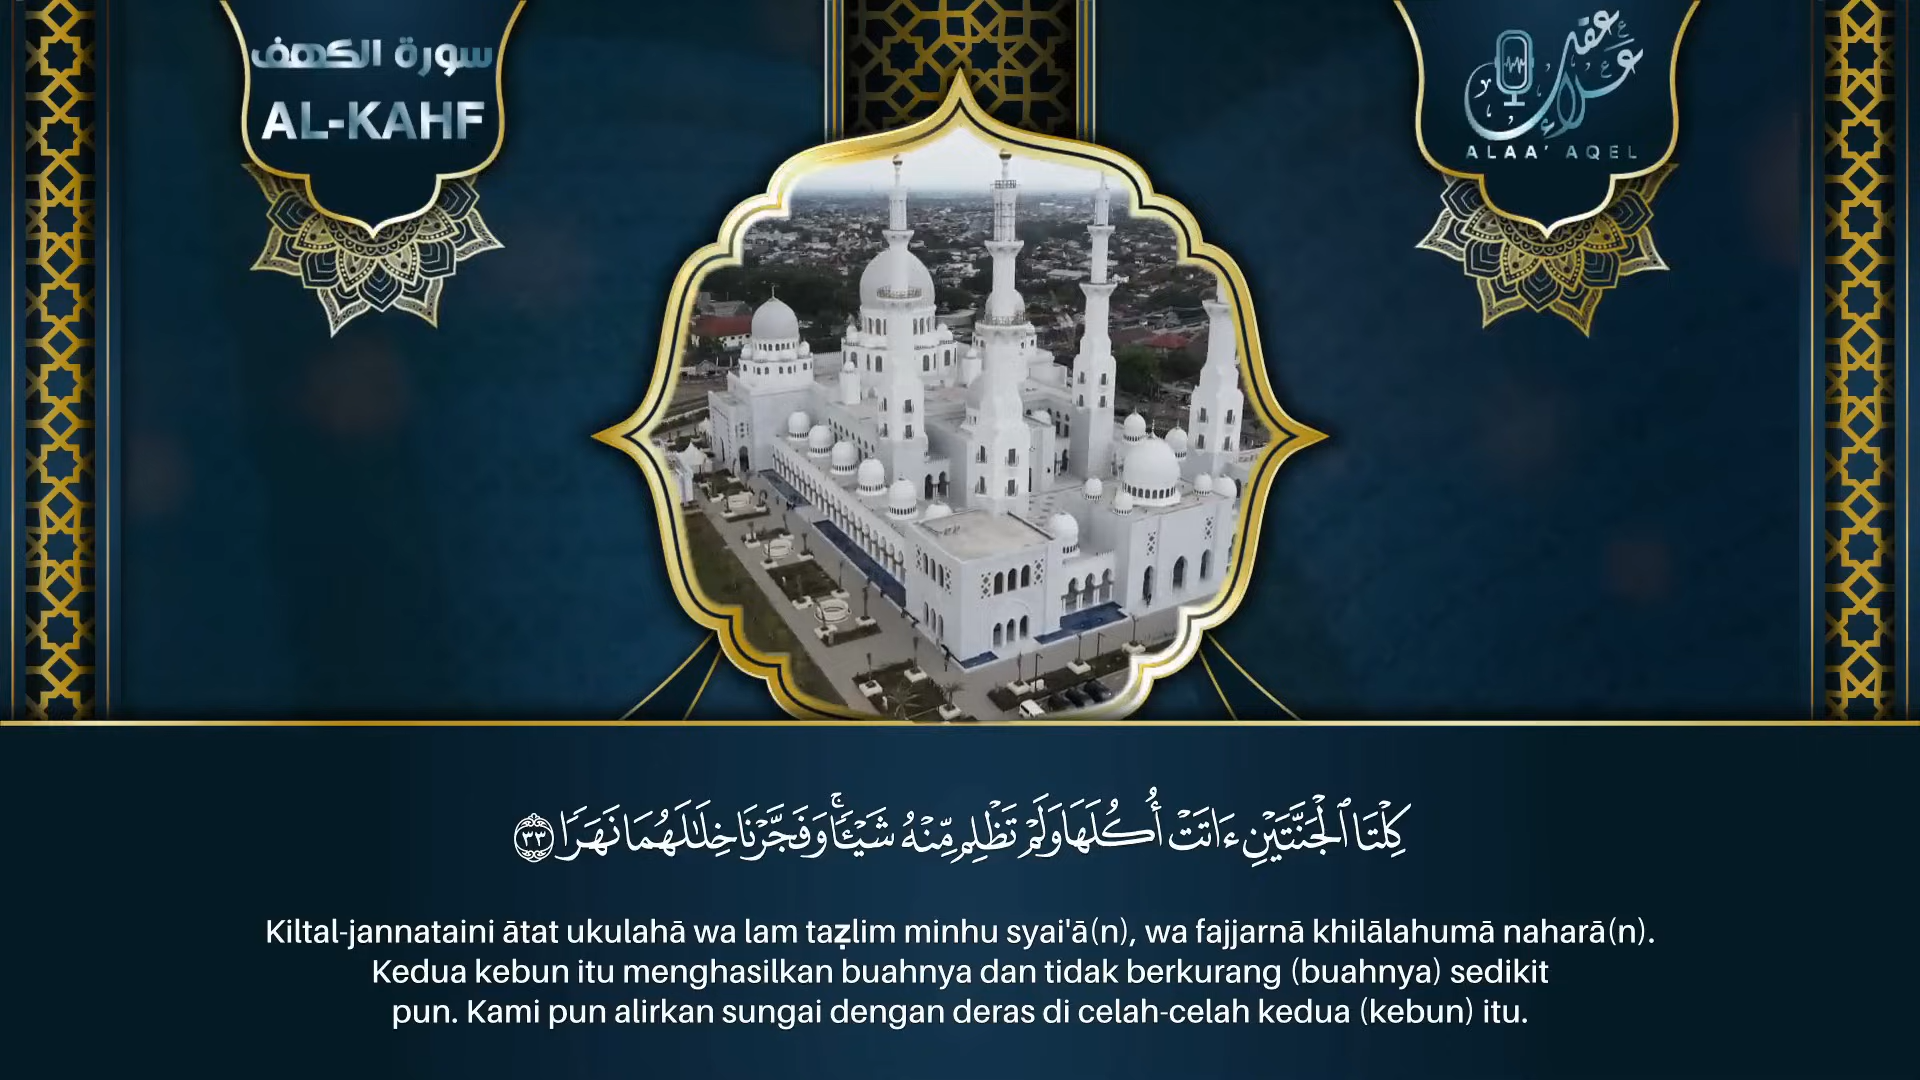 سورة الكهف
AL-KAHF
علاء عقل
ALAA' AQEL
كِلْتَا ٱلْجَنَّتَيْنِ ءَاتَتْ أُكُلَهَا وَلَمْ تَظْلِم مِّنْهُ شَيْـًٔا ۚ وَفَجَّرْنَا خِلَـٰلَهُمَا نَهَرًا ٣٣
Kiltal-jannataini ātat ukulahā wa lam taẓlim minhu syai'ā(n), wa fajjarnā khilālahumā naharā(n).
Kedua kebun itu menghasilkan buahnya dan tidak berkurang (buahnya) sedikit
pun. Kami pun alirkan sungai dengan deras di celah-celah kedua (kebun) itu.